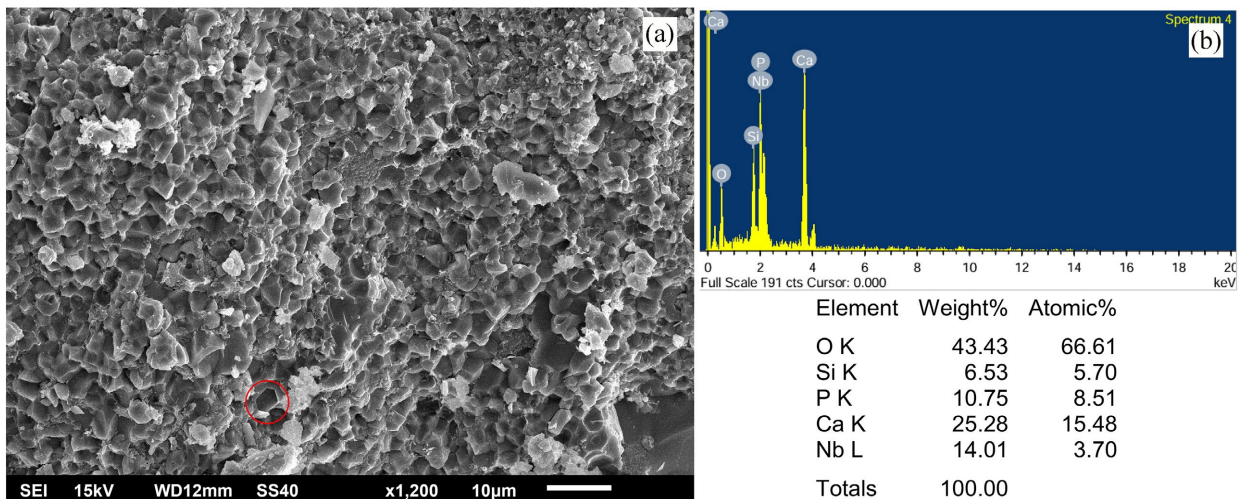 (a)
SEI 15kV WD12mm SS40 x1,200 10µm
Spectrum 4
(b)
Ca
P
Nb
Ca
Si
O
0 2 4 6 8 10 12 14 16 18 20
Full Scale 191 cts Cursor: 0.000 keV
Element Weight% Atomic%
O K 43.43 66.61
Si K 6.53 5.70
P K 10.75 8.51
Ca K 25.28 15.48
Nb L 14.01 3.70
Totals 100.00